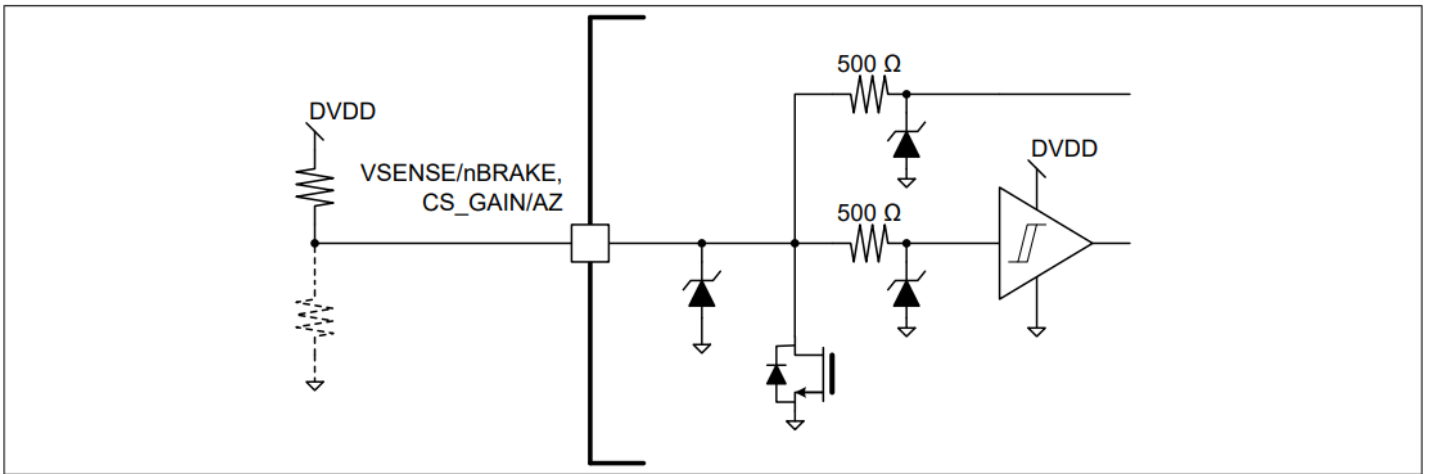 500 Ω
DVDD
VSENSE/nBRAKE,
CS_GAIN/AZ
DVDD
500 Ω